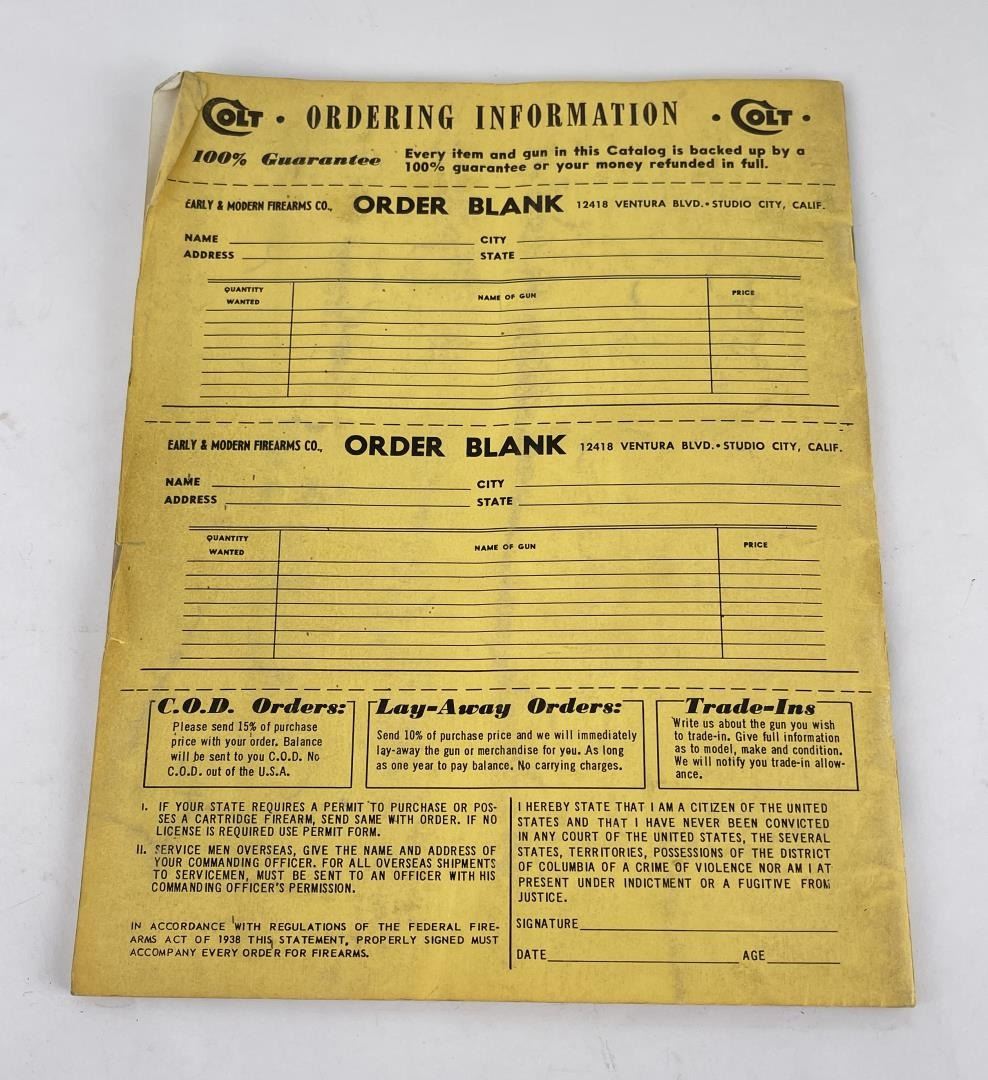 COLT • ORDERING INFORMATION • COLT •
100% Guarantee Every item and gun in this Catalog is backed up by a
100% guarantee or your money refunded in full.
EARLY & MODERN FIREARMS CO., ORDER BLANK 12418 VENTURA BLVD. • STUDIO CITY, CALIF.
NAME CITY
ADDRESS STATE
QUANTITY
WANTED NAME OF GUN PRICE
EARLY & MODERN FIREARMS CO., ORDER BLANK 12418 VENTURA BLVD. • STUDIO CITY, CALIF.
NAME CITY
ADDRESS STATE
QUANTITY
WANTED NAME OF GUN PRICE
C.O.D. Orders:
Please send 15% of purchase
price with your order. Balance
will be sent to you C.O.D. No
C.O.D. out of the U.S.A.
Lay-Away Orders:
Send 10% of purchase price and we will immediately
lay-away the gun or merchandise for you. As long
as one year to pay balance. No carrying charges.
Trade-Ins
Write us about the gun you wish
to trade-in. Give full information
as to model, make and condition.
We will notify you trade-in allow-
ance.
I. IF YOUR STATE REQUIRES A PERMIT TO PURCHASE OR POS-
SES A CARTRIDGE FIREARM, SEND SAME WITH ORDER. IF NO
LICENSE IS REQUIRED USE PERMIT FORM.
II. SERVICE MEN OVERSEAS, GIVE THE NAME AND ADDRESS OF
YOUR COMMANDING OFFICER. FOR ALL OVERSEAS SHIPMENTS
TO SERVICEMEN, MUST BE SENT TO AN OFFICER WITH HIS
COMMANDING OFFICER'S PERMISSION.
IN ACCORDANCE WITH REGULATIONS OF THE FEDERAL FIRE-
ARMS ACT OF 1938 THIS STATEMENT, PROPERLY SIGNED MUST
ACCOMPANY EVERY ORDER FOR FIREARMS.
I HEREBY STATE THAT I AM A CITIZEN OF THE UNITED
STATES AND THAT I HAVE NEVER BEEN CONVICTED
IN ANY COURT OF THE UNITED STATES, THE SEVERAL
STATES, TERRITORIES, POSSESSIONS OF THE DISTRICT
OF COLUMBIA OF A CRIME OF VIOLENCE NOR AM I AT
PRESENT UNDER INDICTMENT OR A FUGITIVE FROM
JUSTICE.
SIGNATURE
DATE AGE